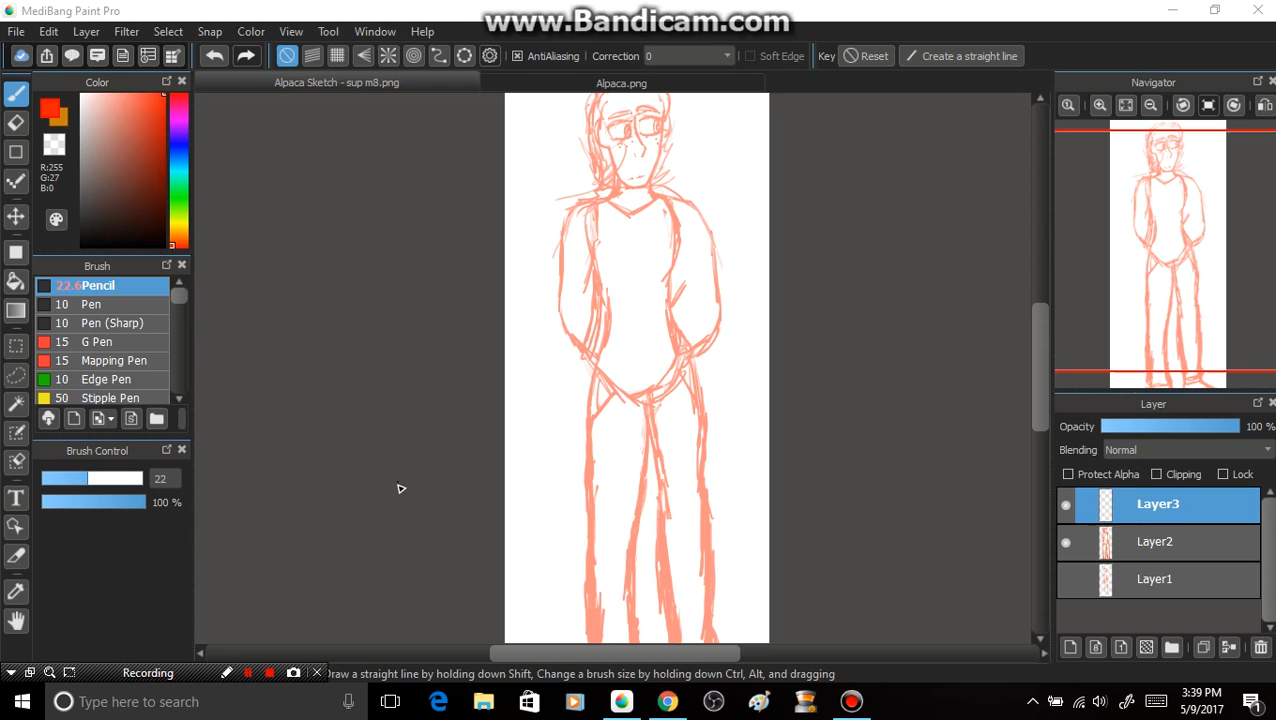 MediBang Paint Pro
www.Bandicam.com
File Edit Layer Filter Select Snap Color View Tool Window Help
AntiAliasing Correction 0 Soft Edge Key Reset Create a straight line
Color
Alpaca Sketch - sup m8.png
Alpaca.png
Navigator
R:255
G:27
B:0
Brush
22.6 Pencil
10 Pen
10 Pen (Sharp)
15 G Pen
15 Mapping Pen
10 Edge Pen
50 Stipple Pen
Brush Control
22
100 %
Layer
Opacity 100 %
Blending Normal
Protect Alpha Clipping Lock
Layer3
Layer2
Layer1
Recording
Draw a straight line by holding down Shift, Change a brush size by holding down Ctrl, Alt, and dragging
Type here to search
3:39 PM
5/9/2017
1